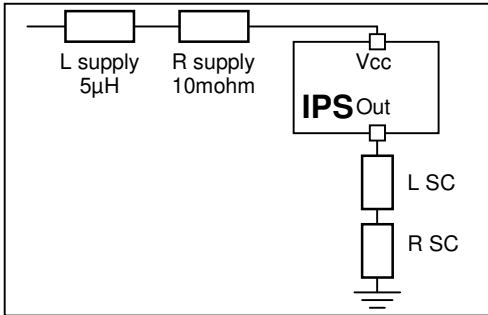 L supply
5µH
R supply
10mohm
Vcc
IPS Out
L SC
R SC